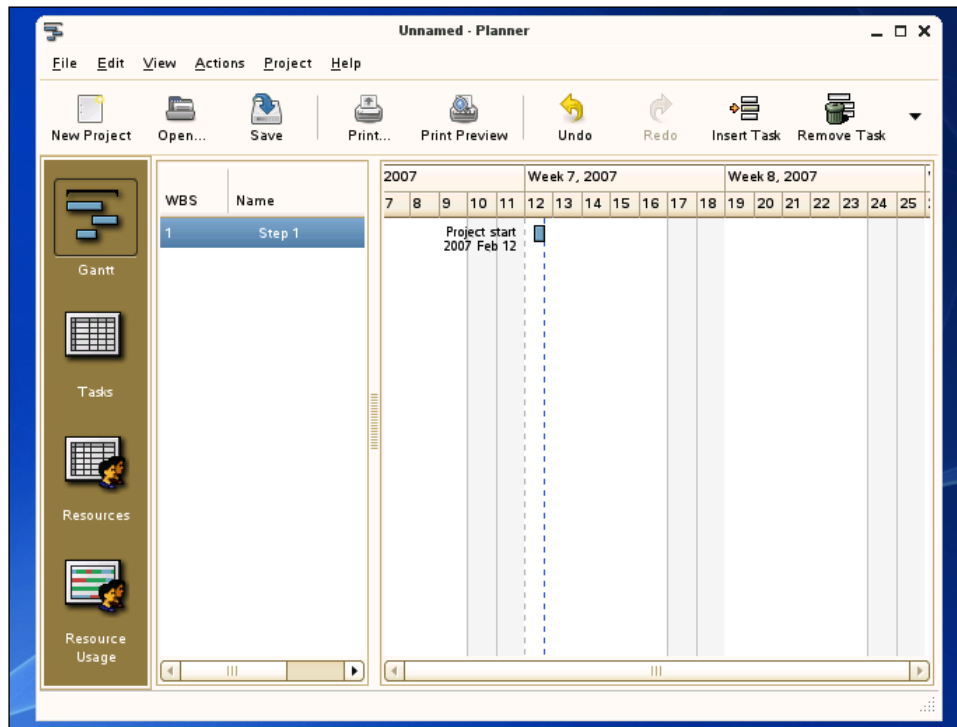 Unnamed - Planner
File Edit View Actions Project Help
New Project Open... Save Print... Print Preview Undo Redo Insert Task Remove Task
2007 Week 7, 2007 Week 8, 2007
WBS Name
7 8 9 10 11 12 13 14 15 16 17 18 19 20 21 22 23 24 25
1 Step 1
Project start
2007 Feb 12
Gantt
Tasks
Resources
Resource
Usage